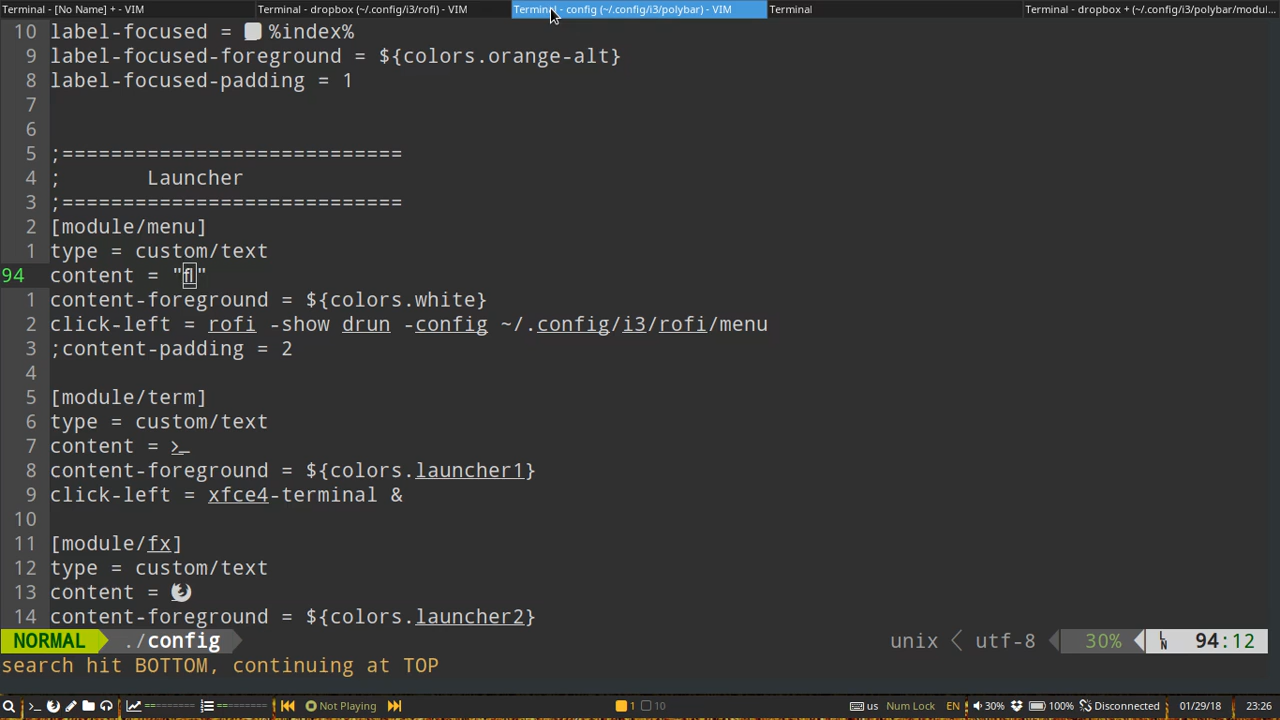 Terminal - [No Name] + - VIM
Terminal - dropbox (~/.config/i3/rofi) - VIM
Terminal - config (~/.config/i3/polybar) - VIM
Terminal
Terminal - dropbox + (~/.config/i3/polybar/modul...
10 label-focused = %index%
9 label-focused-foreground = ${colors.orange-alt}
8 label-focused-padding = 1
7
6
5 ;============================
4 ;       Launcher
3 ;============================
2 [module/menu]
1 type = custom/text
94 content = "ﬂ"
1 content-foreground = ${colors.white}
2 click-left = rofi -show drun -config ~/.config/i3/rofi/menu
3 ;content-padding = 2
4
5 [module/term]
6 type = custom/text
7 content = >_
8 content-foreground = ${colors.launcher1}
9 click-left = xfce4-terminal &
10
11 [module/fx]
12 type = custom/text
13 content =
14 content-foreground = ${colors.launcher2}
NORMAL ./config unix utf-8 30% LN 94:12
search hit BOTTOM, continuing at TOP
>_ Not Playing 1 10 us Num Lock EN 30% 100% Disconnected 01/29/18 23:26